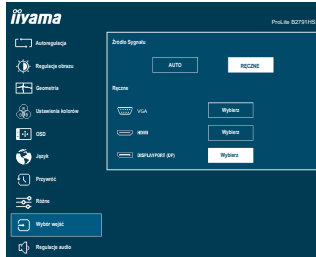 iiyama
ProLite B2791HS
Autoregulacja
Regulacje obrazu
Geometria
Ustawienia kolorów
OSD
Język
Przywróć
Różne
Wybór wejść
Regulacje audio
Źródło Sygnału
AUTO
RĘCZNE
Ręczne
VGA
Wybierz
HDMI
Wybierz
DISPLAYPORT (DP)
Wybierz